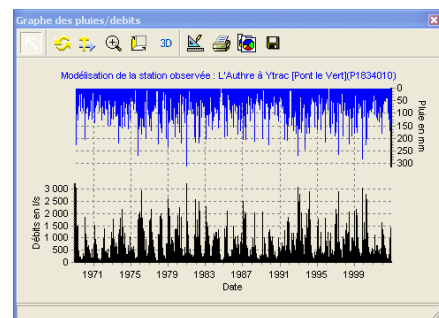 Graphe des pluies/debits
3D
Modélisation de la station observée : L'Authre à Ytrac [Pont le Vert](P1834010)
0
50
100
150
200
250
300
Pluie en mm
3 000
2 500
2 000
1 500
1 000
500
0
Débits en l/s
1971 1975 1979 1983 1987 1991 1995 1999
Date